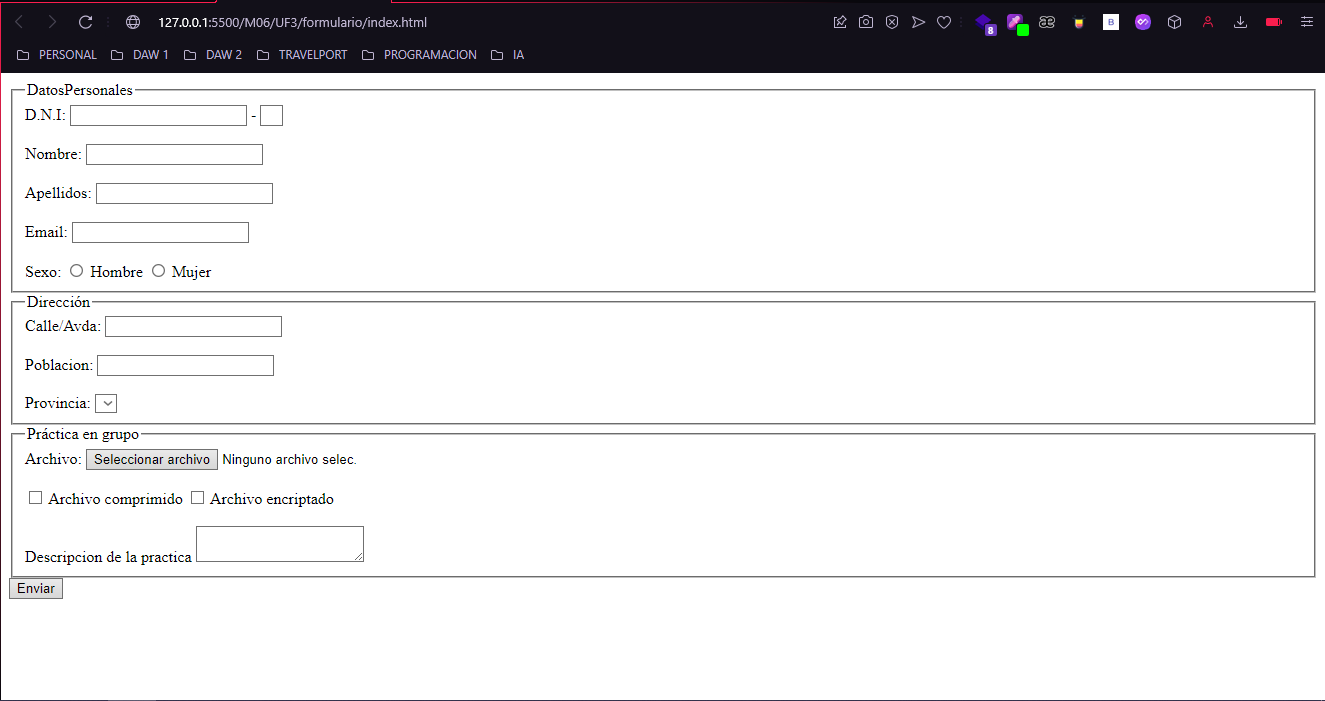 127.0.0.1:5500/M06/UF3/formulario/index.html
8
B
PERSONAL DAW 1 DAW 2 TRAVELPORT PROGRAMACION IA
DatosPersonales
D.N.I: -
Nombre:
Apellidos:
Email:
Sexo: Hombre Mujer
Dirección
Calle/Avda:
Poblacion:
Provincia:
Práctica en grupo
Archivo: Seleccionar archivo Ninguno archivo selec.
Archivo comprimido Archivo encriptado
Descripcion de la practica
Enviar